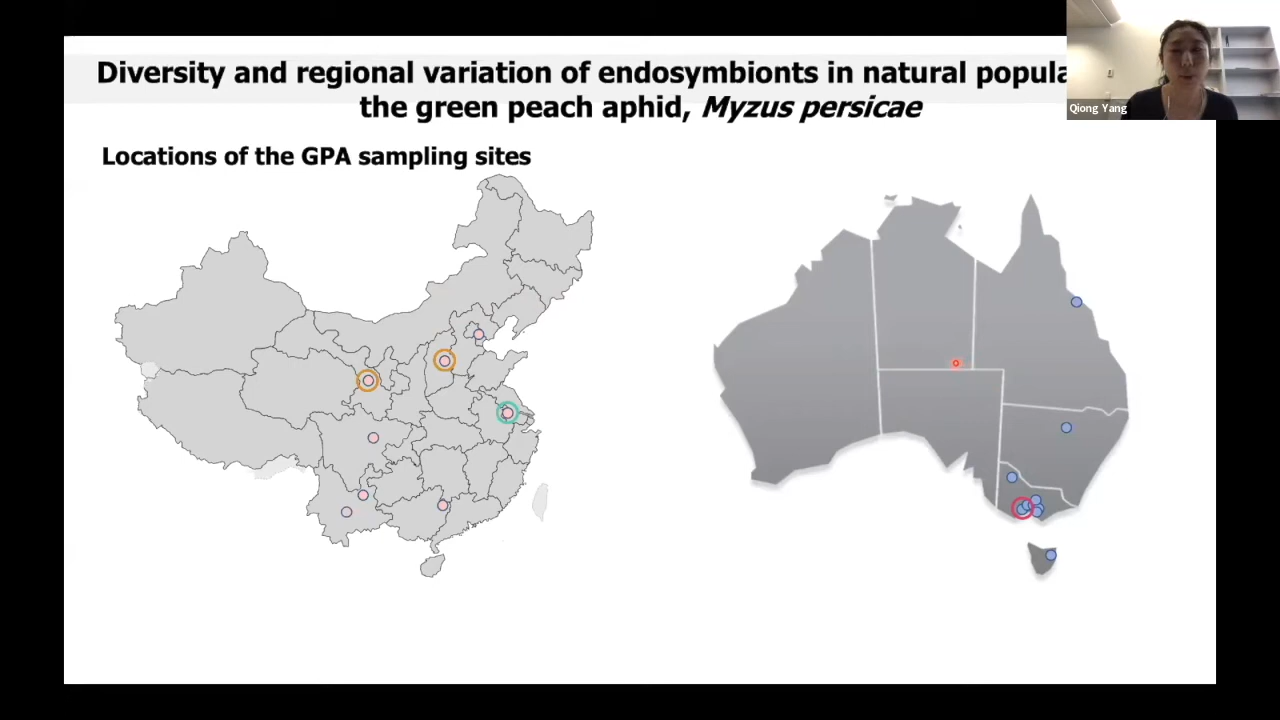 Diversity and regional variation of endosymbionts in natural
the green peach aphid, Myzus persicae
Qiong Yang
Locations of the GPA sampling sites